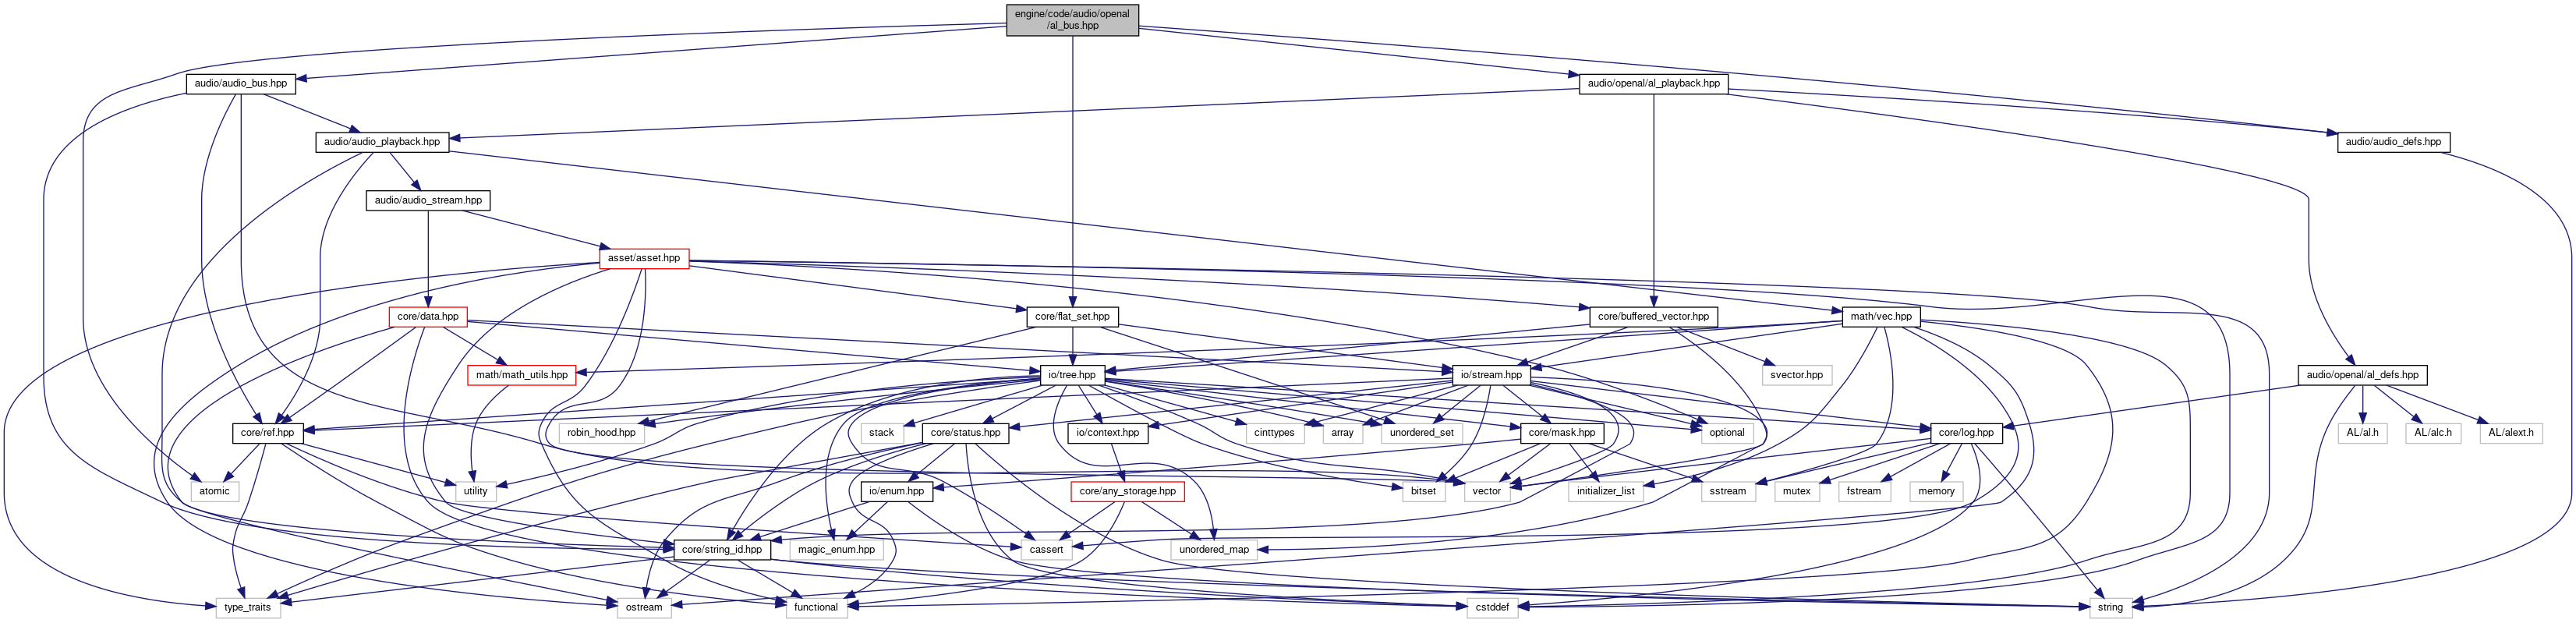 engine/code/audio/openal
/al_bus.hpp
audio/audio_bus.hpp
audio/openal/al_playback.hpp
audio/audio_playback.hpp
audio/audio_defs.hpp
audio/audio_stream.hpp
asset/asset.hpp
core/data.hpp
core/flat_set.hpp
core/buffered_vector.hpp
math/vec.hpp
math/math_utils.hpp
io/tree.hpp
io/stream.hpp
svector.hpp
audio/openal/al_defs.hpp
core/ref.hpp
robin_hood.hpp
stack
core/status.hpp
io/context.hpp
cinttypes
array
unordered_set
core/mask.hpp
optional
core/log.hpp
AL/al.h
AL/alc.h
AL/alext.h
atomic
utility
io/enum.hpp
core/any_storage.hpp
bitset
vector
initializer_list
sstream
mutex
fstream
memory
core/string_id.hpp
magic_enum.hpp
cassert
unordered_map
type_traits
ostream
functional
cstddef
string